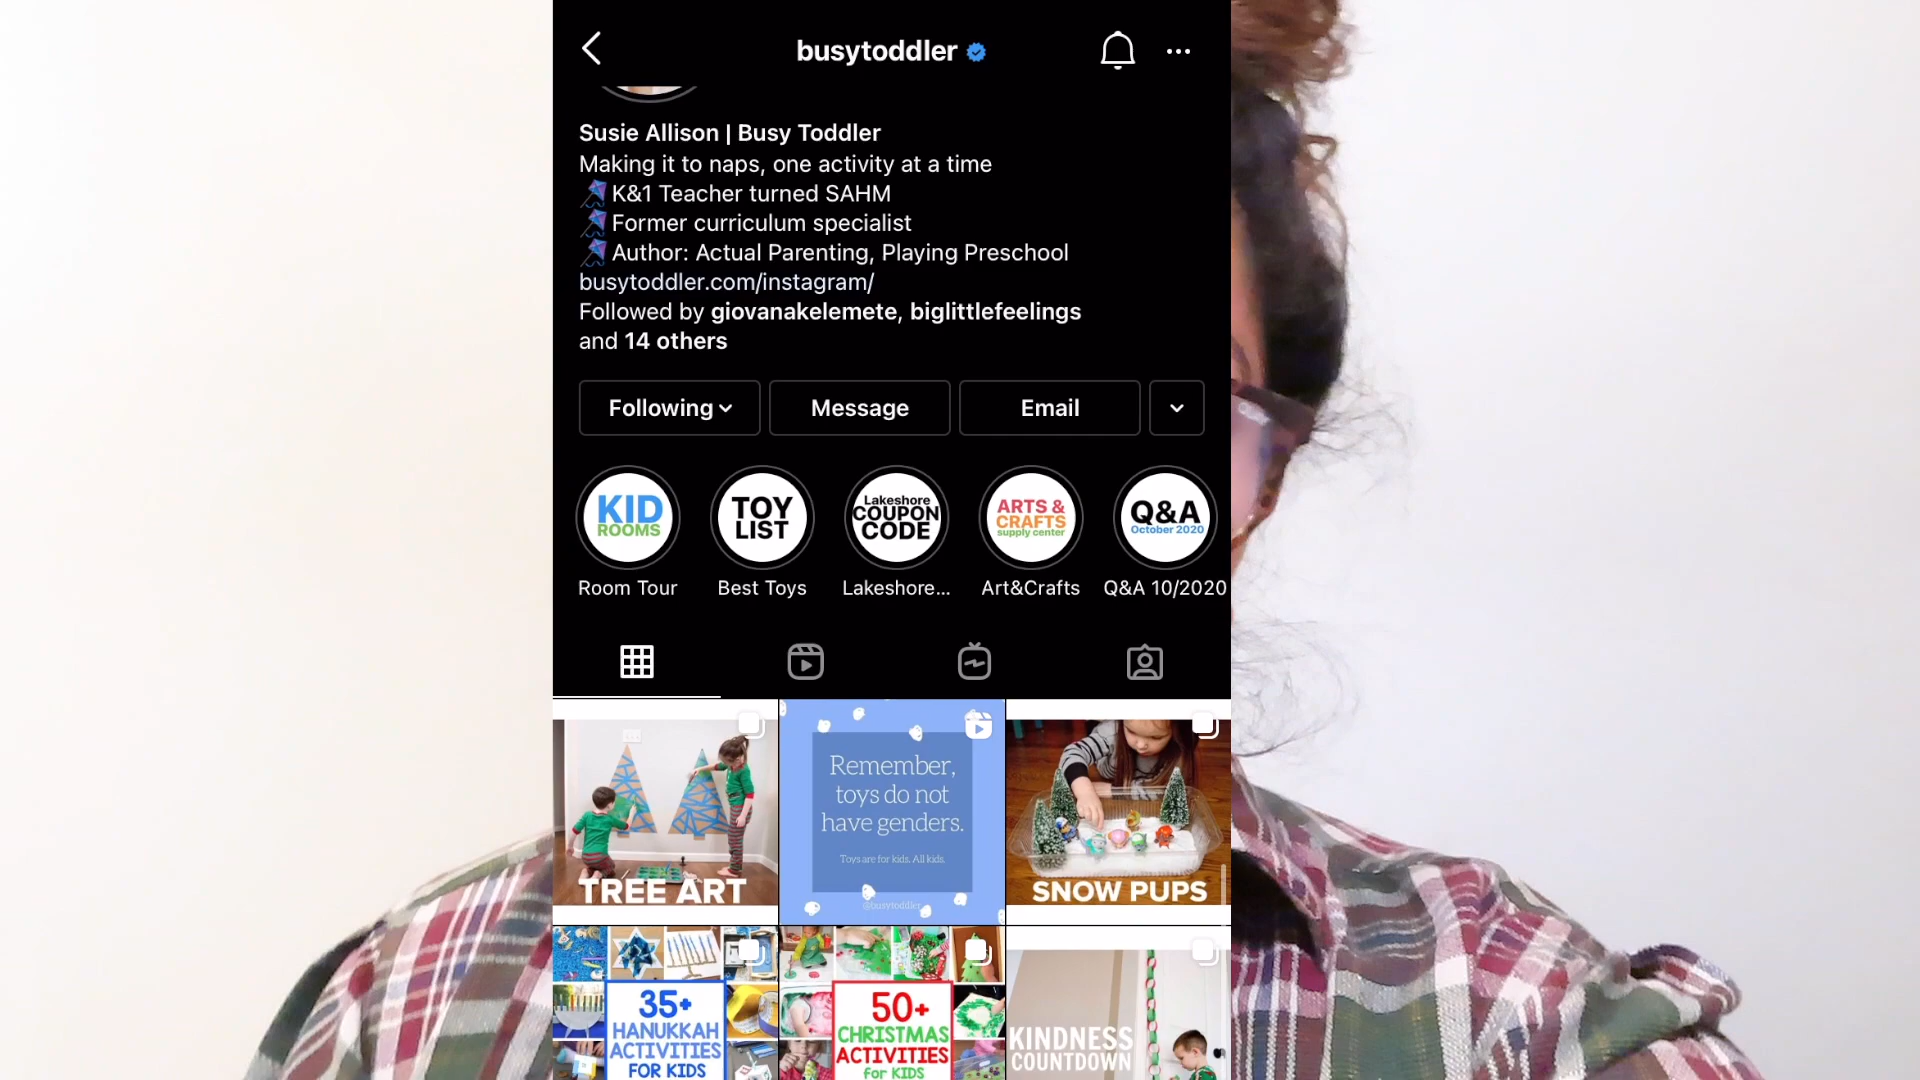 busytoddler
Susie Allison | Busy Toddler
Making it to naps, one activity at a time
K&1 Teacher turned SAHM
Former curriculum specialist
Author: Actual Parenting, Playing Preschool
busytoddler.com/instagram/
Followed by giovanakelemete, biglittlefeelings
and 14 others
Following
Message
Email
KID
ROOMS
TOY
LIST
Lakeshore
COUPON
CODE
ARTS &
CRAFTS
supply center
Q&A
October 2020
Room Tour
Best Toys
Lakeshore...
Art&Crafts
Q&A 10/2020
TREE ART
Remember,
toys do not
have genders.
Toys are for kids. All kids.
@busytoddler
SNOW PUPS
35+
HANUKKAH
ACTIVITIES
FOR KIDS
50+
CHRISTMAS
ACTIVITIES
for KIDS
KINDNESS
COUNTDOWN